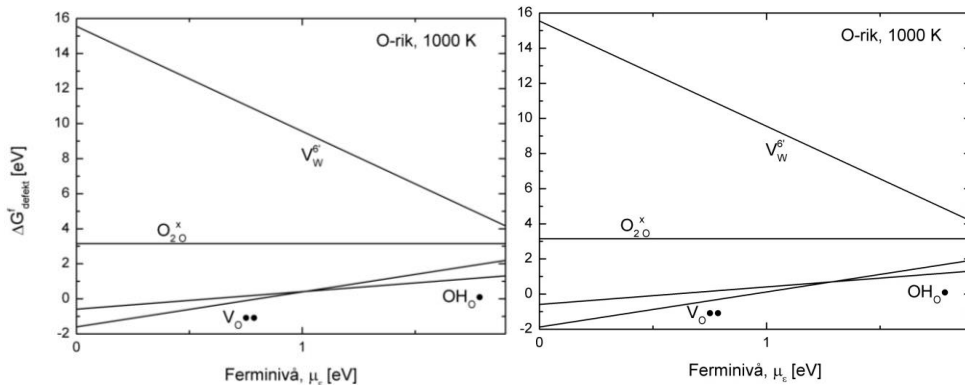 O-rik, 1000 K
16
14
12
10
8
6
4
2
0
-2
ΔG^f_defekt [eV]
V_W^6'
O_2 O^x
V_O••
OH_O•
0
1
Ferminivå, μ_ε [eV]
O-rik, 1000 K
16
14
12
10
8
6
4
2
0
-2
V_W^6'
O_2 O^x
V_O••
OH_O•
0
1
Ferminivå, μ_ε [eV]